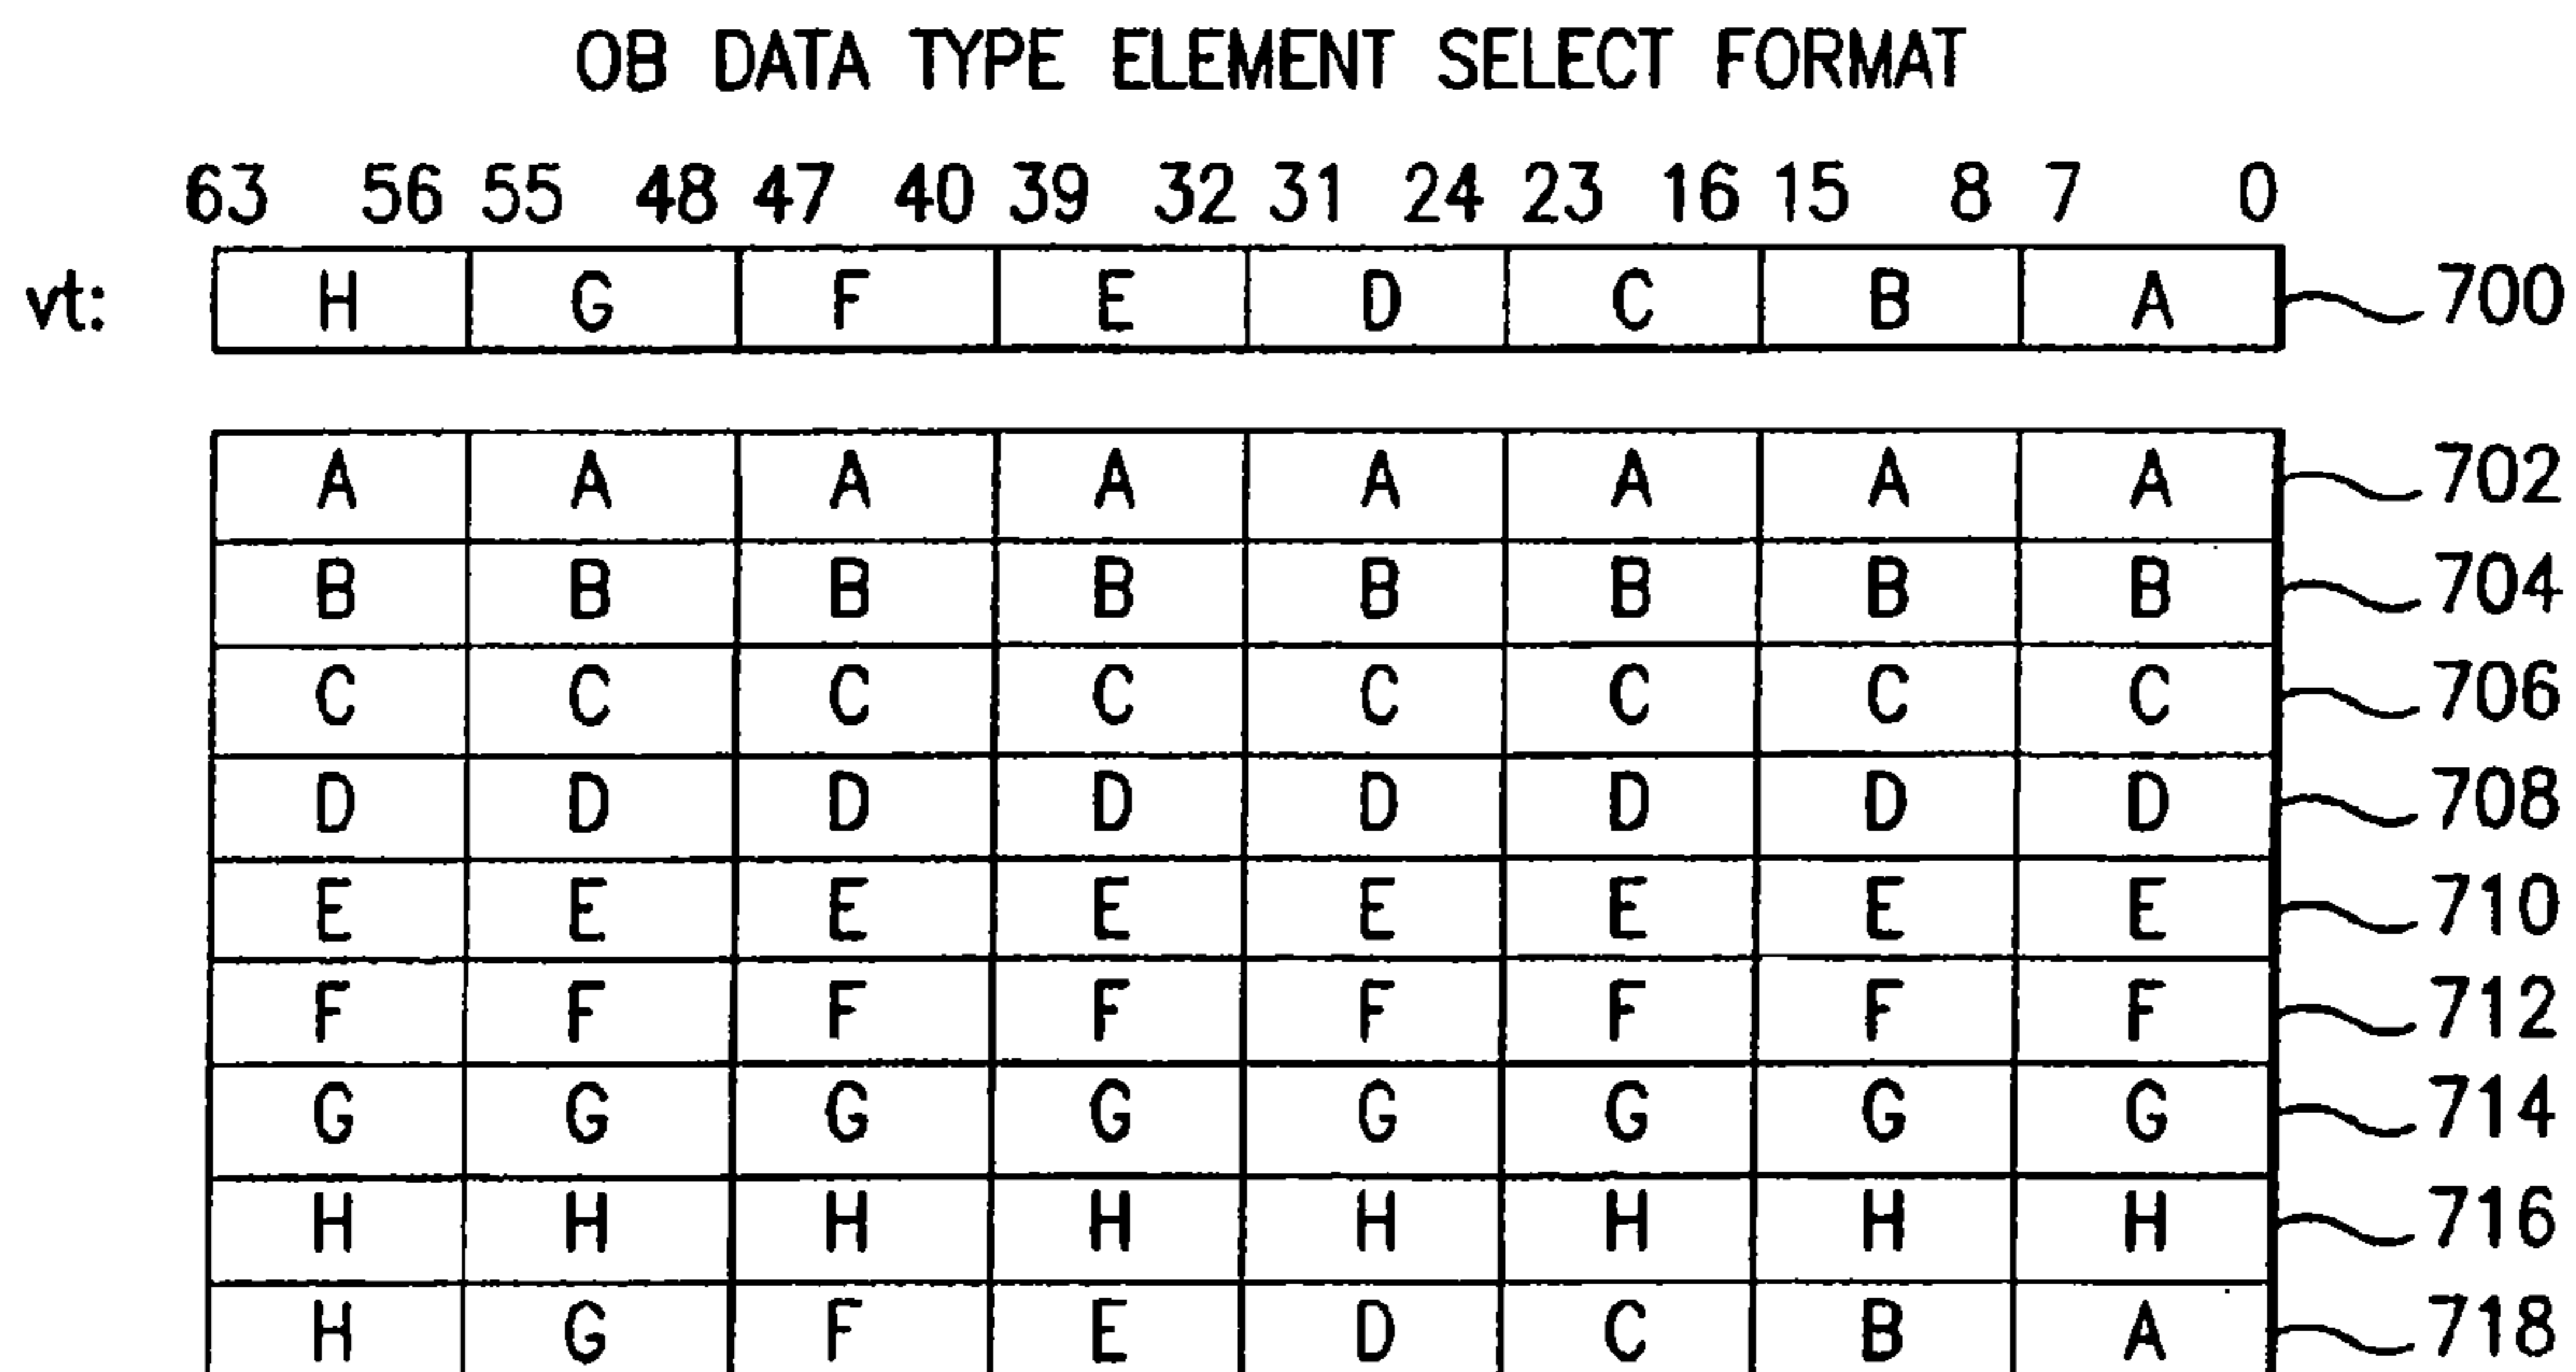 OB DATA TYPE ELEMENT SELECT FORMAT
63 56 55 48 47 40 39 32 31 24 23 16 15 8 7 0
vt: H G F E D C B A 700
A A A A A A A A 702
B B B B B B B B 704
C C C C C C C C 706
D D D D D D D D 708
E E E E E E E E 710
F F F F F F F F 712
G G G G G G G G 714
H H H H H H H H 716
H G F E D C B A 718